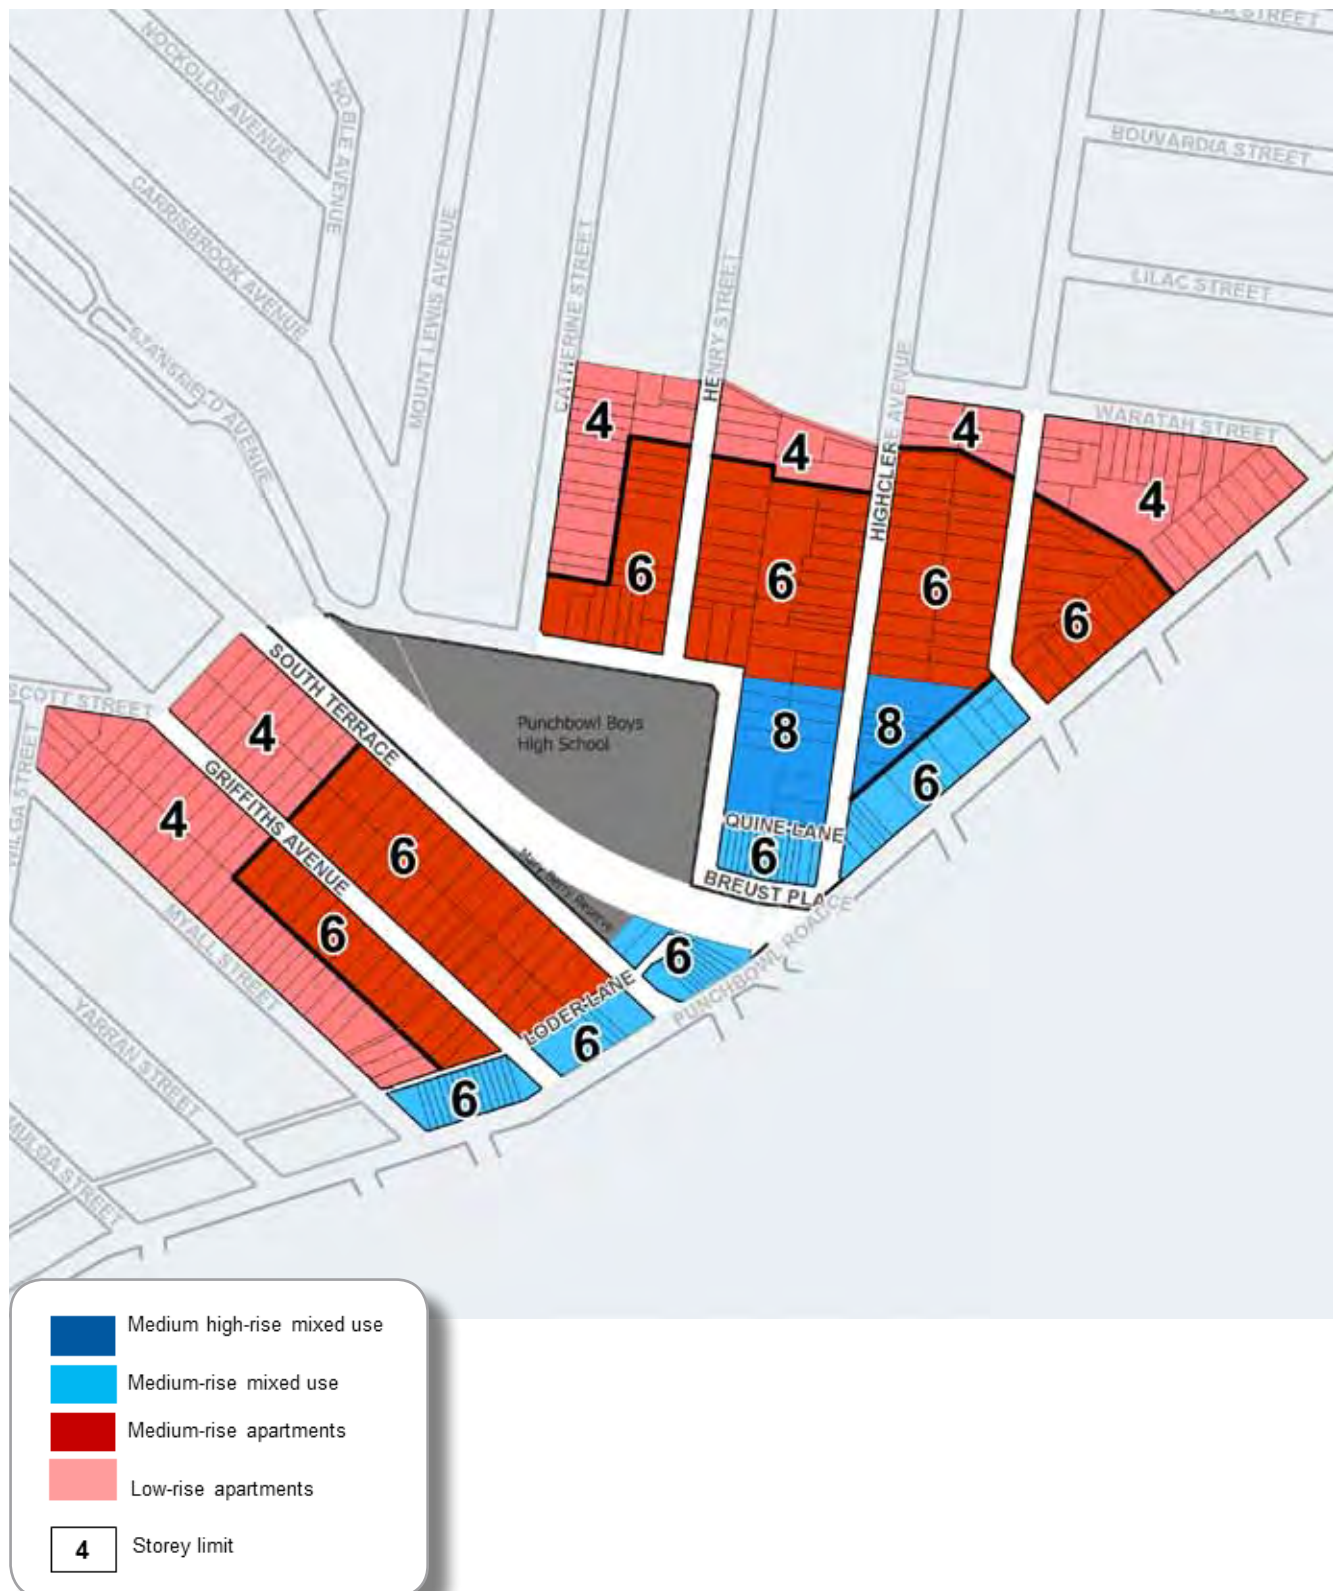 STREET
NOCKOLDS AVENUE
NOBLE AVENUE
BOUVARDIA STREET
CARRISBROOK AVENUE
MOUNT LEWIS AVENUE
CATHERINE STREET
HENRY STREET
LILAC STREET
STANSFIELD AVENUE
HIGHCLERE AVENUE
WARATAH STREET
4
4
4
4
6
6
6
6
SOUTH TERRACE
SCOTT STREET
WILGA STREET
Punchbowl Boys
High School
4
8
8
GRIFFITHS AVENUE
6
4
QUINE LANE
6
6
Mary Berry Reserve
BREUST PLACE
6
MYALL STREET
6
PUNCHBOWL ROAD
LODER LANE
6
YARRAN STREET
6
MULGA STREET
Medium high-rise mixed use
Medium-rise mixed use
Medium-rise apartments
Low-rise apartments
4 Storey limit